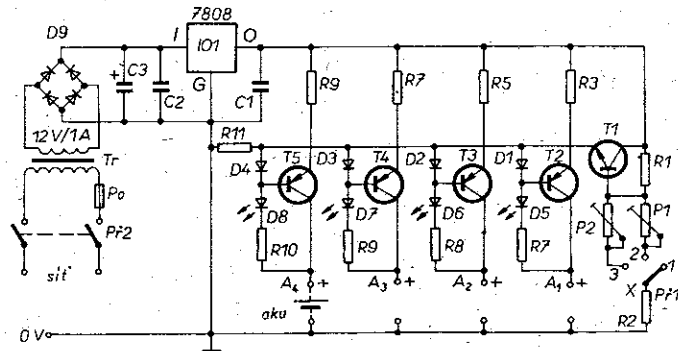 7808
D9
I
IO1
O
+
C3
C2
G
C1
R9
R7
R5
R3
12V/1A
Tr
R11
D4
T5
D3
T4
D2
T3
D1
T2
T1
R1
Po
D8
D7
D6
D5
P2
P1
Př2
R10
R9
R8
R7
síť
A4
+
A3
+
A2
+
A1
+
3
2
1
X
Př1
aku
R2
0 V